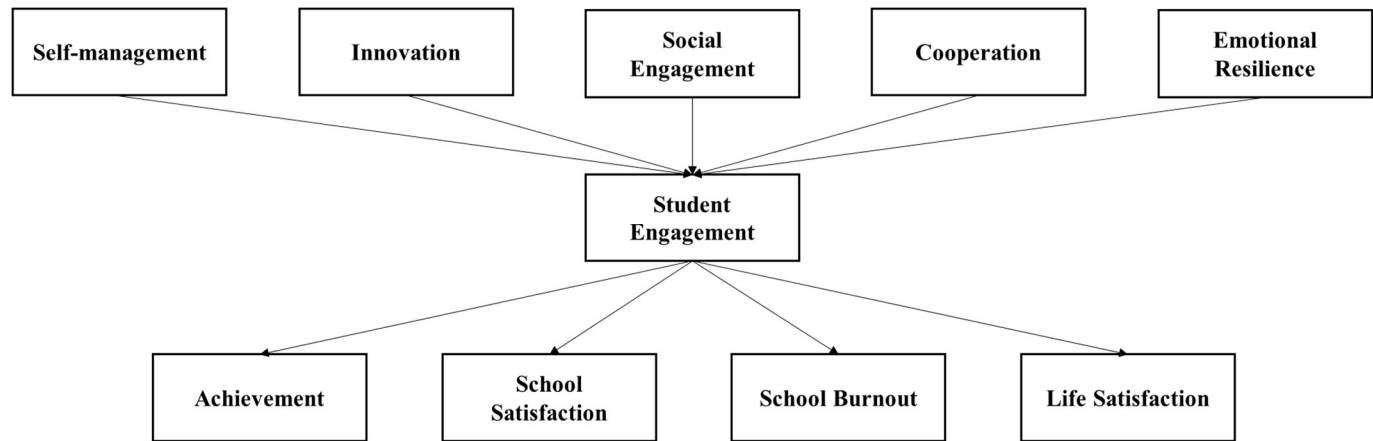 Self-management
Innovation
Social
Engagement
Cooperation
Emotional
Resilience
Student
Engagement
Achievement
School
Satisfaction
School Burnout
Life Satisfaction